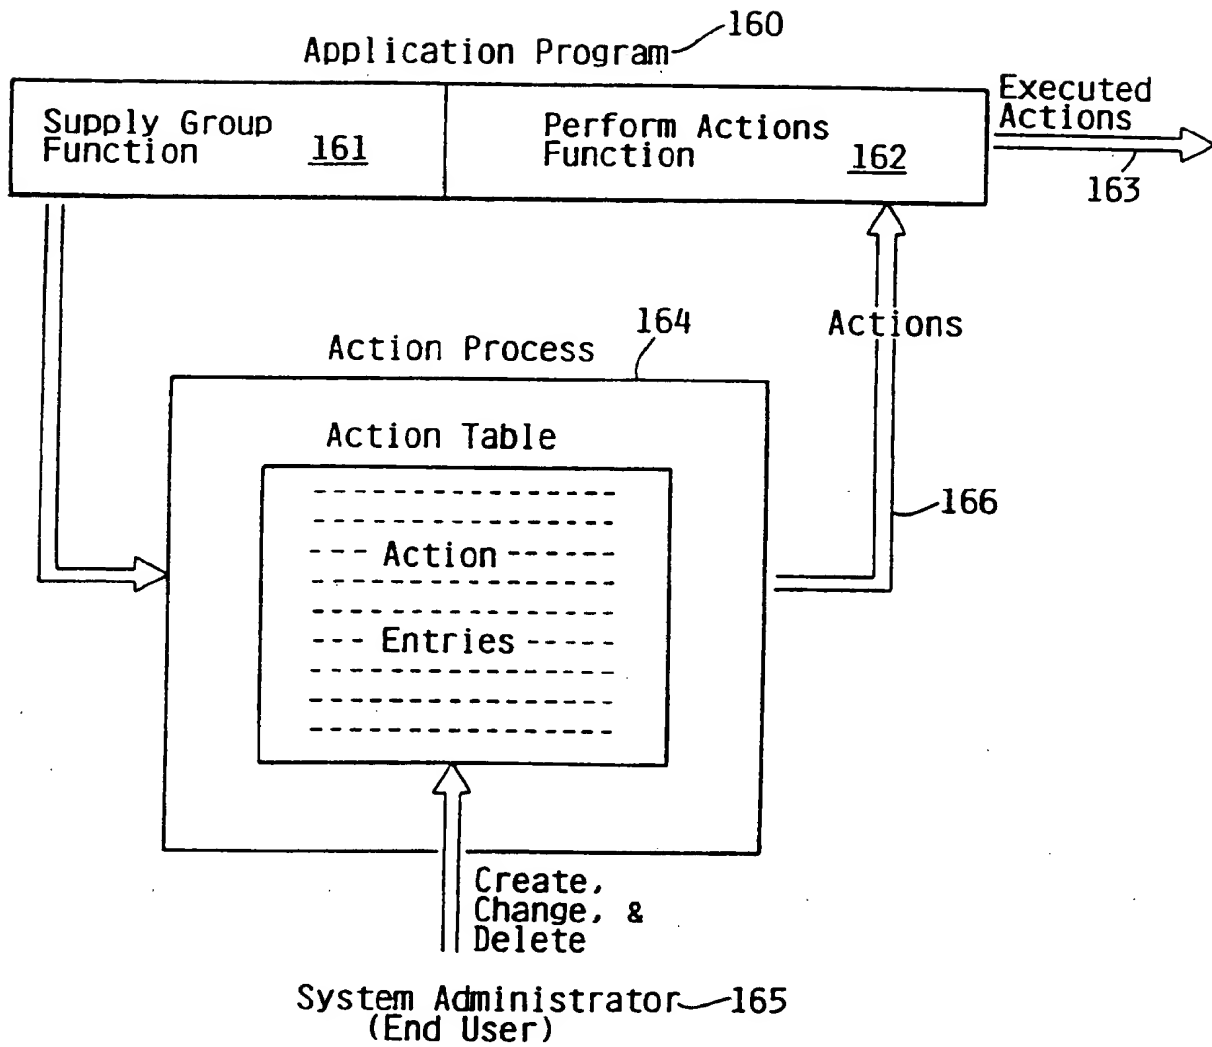 Application Program 160
Supply Group
Function 161
Perform Actions
Function 162
Executed
Actions
163
Actions
164
Action Process
Action Table
Action
Entries
166
Create,
Change, &
Delete
System Administrator 165
(End User)